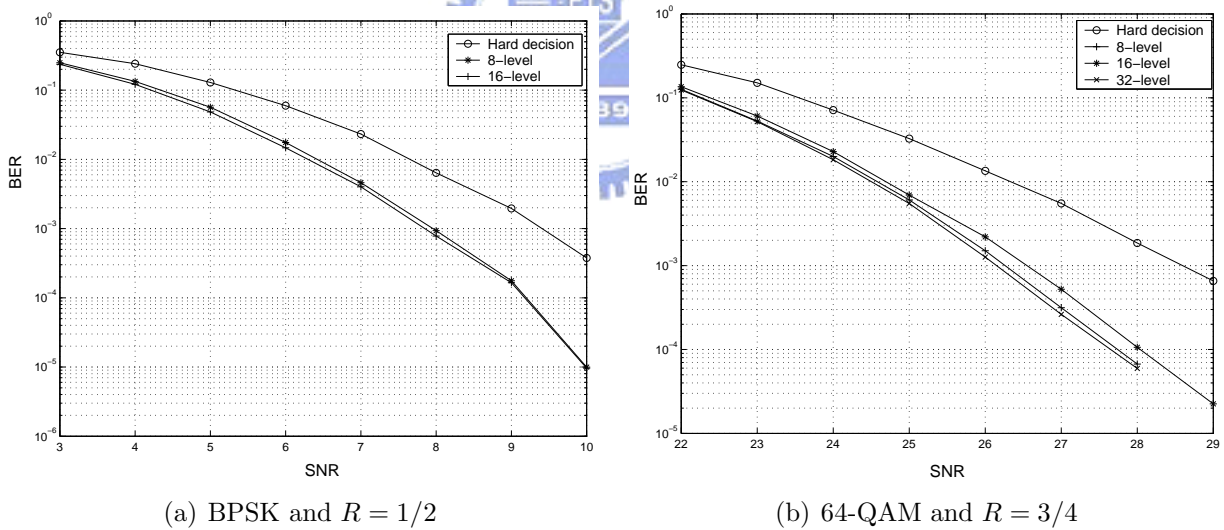 10^0
10^-1
10^-2
10^-3
10^-4
10^-5
10^-6
BER
3 4 5 6 7 8 9 10
SNR
Hard decision
8-level
16-level
(a) BPSK and R = 1/2
10^0
10^-1
10^-2
10^-3
10^-4
10^-5
BER
22 23 24 25 26 27 28 29
SNR
Hard decision
8-level
16-level
32-level
(b) 64-QAM and R = 3/4